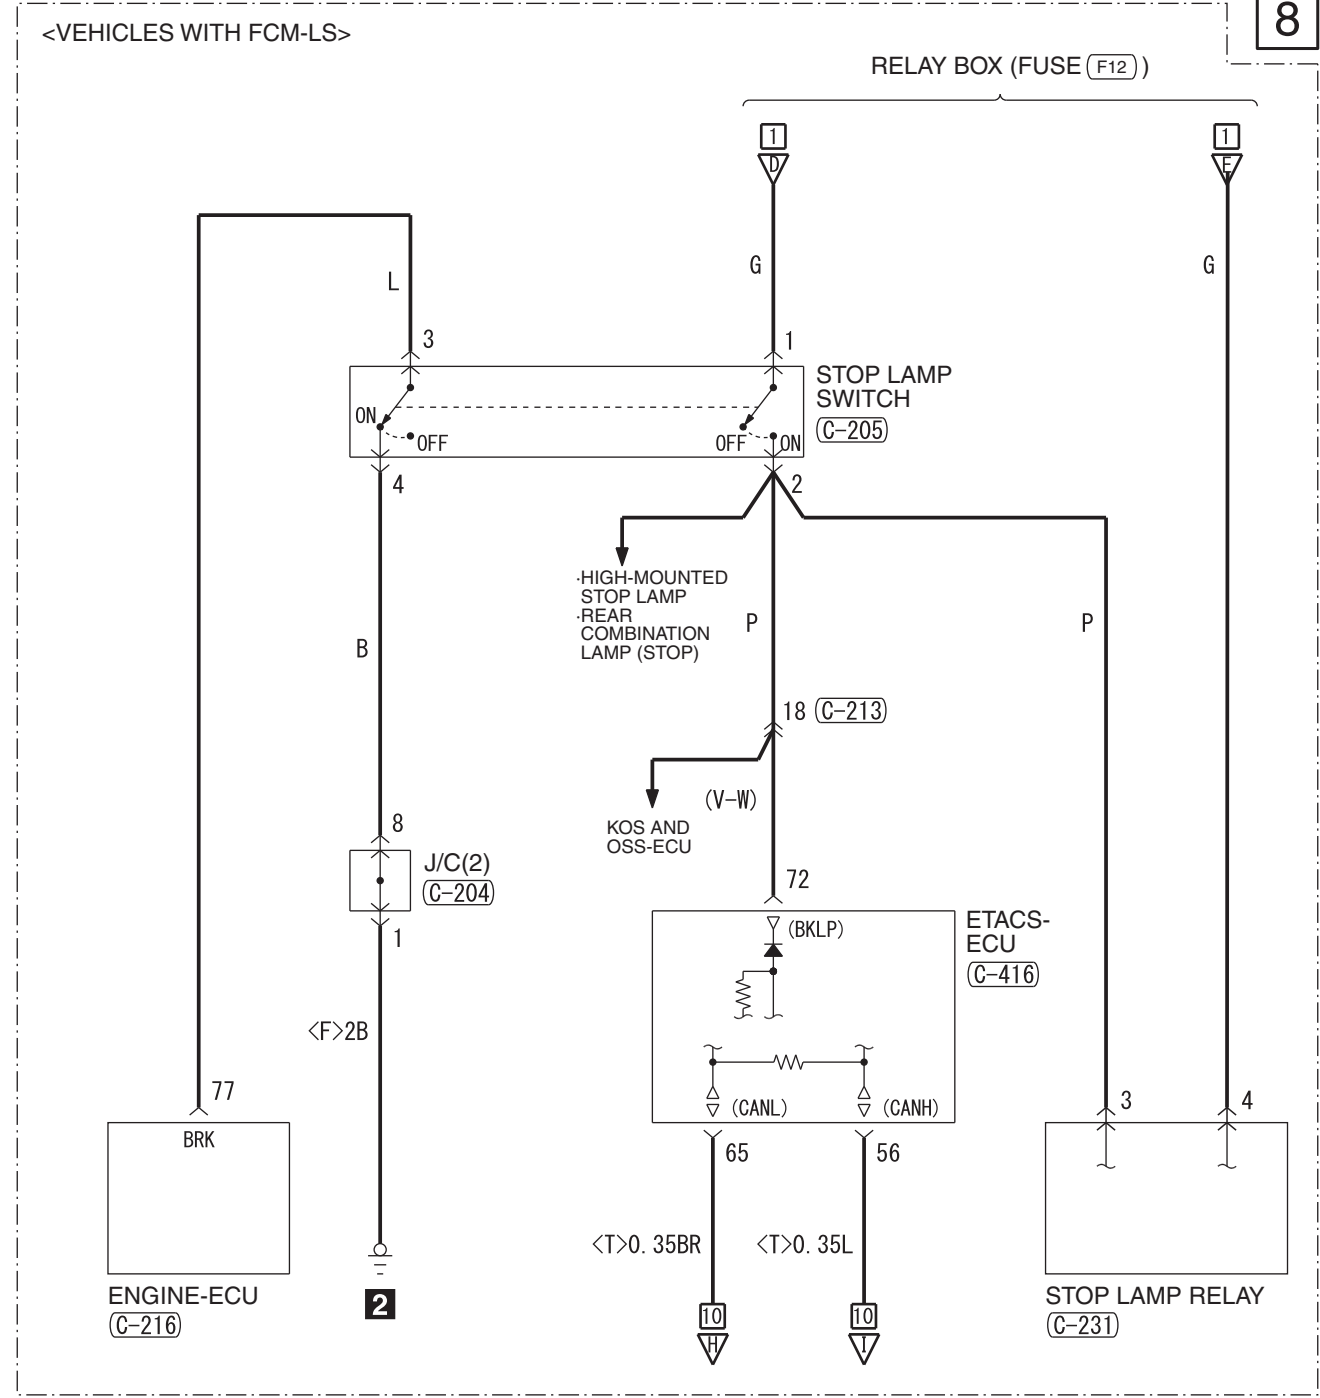 8
<VEHICLES WITH FCM-LS>
RELAY BOX (FUSE F12 )
1
D
1
E
L
G
G
3
1
STOP LAMP
SWITCH
C-205
ON
OFF
OFF
ON
4
2
·HIGH-MOUNTED
STOP LAMP
·REAR
COMBINATION
LAMP (STOP)
B
P
P
18 C-213
(V-W)
KOS AND
OSS-ECU
8
J/C(2)
C-204
1
72
(BKLP)
ETACS-
ECU
C-416
<F>2B
(CANL)
(CANH)
77
BRK
65
56
3
4
<T>0. 35BR
<T>0. 35L
ENGINE-ECU
C-216
2
10
H
10
I
STOP LAMP RELAY
C-231